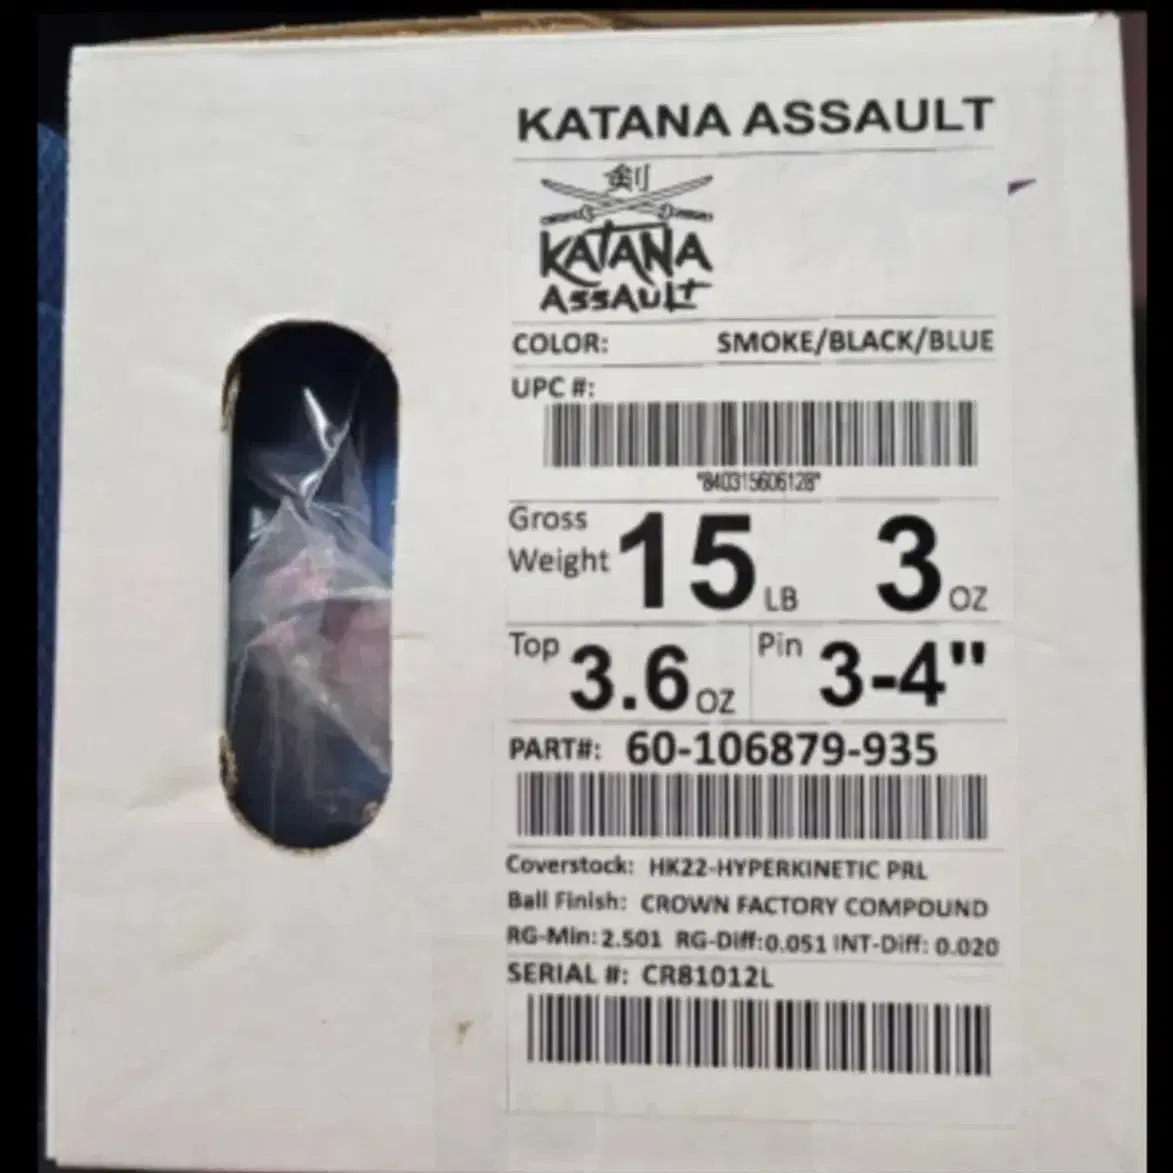 KATANA ASSAULT
剣
KATANA
ASSAULT
COLOR: SMOKE/BLACK/BLUE
UPC #:
*840315606128*
Gross Weight 15 LB 3 OZ
Top 3.6 OZ Pin 3-4"
PART#: 60-106879-935
Coverstock: HK22-HYPERKINETIC PRL
Ball Finish: CROWN FACTORY COMPOUND
RG-Min: 2.501 RG-Diff: 0.051 INT-Diff: 0.020
SERIAL #: CR81012L